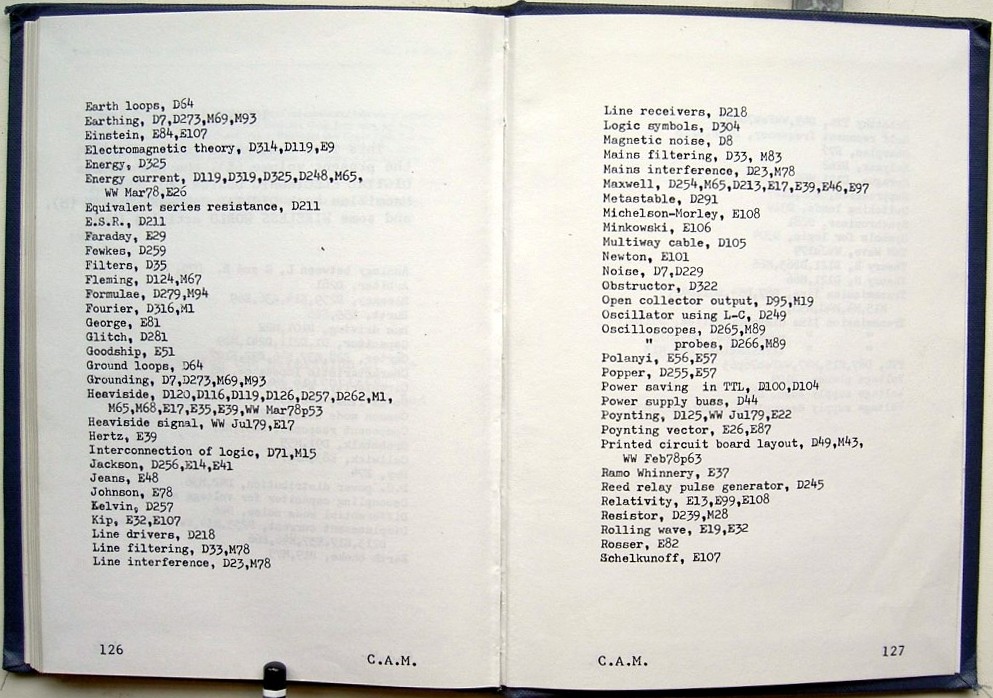 Earth loops, D64
Earthing, D7,D273,M69,M93
Einstein, E84,E107
Electromagnetic theory, D314,D119,E9
Energy, D325
Energy current, D119,D319,D325,D248,M65,
WW Mar78,E26
Equivalent series resistance, D211
E.S.R., D211
Faraday, E29
Fewkes, D259
Filters, D35
Fleming, D124,M67
Formulae, D279,M94
Fourier, D316,M1
George, E81
Glitch, D281
Goodship, E51
Ground loops, D64
Grounding, D7,D273,M69,M93
Heaviside, D120,D116,D119,D126,D257,D262,M1,
M65,M68,E17,E35,E39,WW Mar78p53
Heaviside signal, WW Jul79,E17
Hertz, E39
Interconnection of logic, D71,M15
Jackson, D256,E14,E41
Jeans, E48
Johnson, E78
Kelvin, D257
Kip, E32,E107
Line drivers, D218
Line filtering, D33,M78
Line interference, D23,M78
126
C.A.M.
Line receivers, D218
Logic symbols, D304
Magnetic noise, D8
Mains filtering, D33, M83
Mains interference, D23,M78
Maxwell, D254,M65,D213,E17,E39,E46,E97
Metastable, D291
Michelson-Morley, E108
Minkowski, E106
Multiway cable, D105
Newton, E101
Noise, D7,D229
Obstructor, D322
Open collector output, D95,M19
Oscillator using L-C, D249
Oscilloscopes, D265,M89
" probes, D266,M89
Polanyi, E56,E57
Popper, D255,E57
Power saving in TTL, D100,D104
Power supply buss, D44
Poynting, D125,WW Jul79,E22
Poynting vector, E26,E87
Printed circuit board layout, D49,M43,
WW Feb78p63
Ramo Whinnery, E37
Reed relay pulse generator, D245
Relativity, E13,E99,E108
Resistor, D239,M28
Rolling wave, E19,E32
Rosser, E82
Schelkunoff, E107
C.A.M.
127